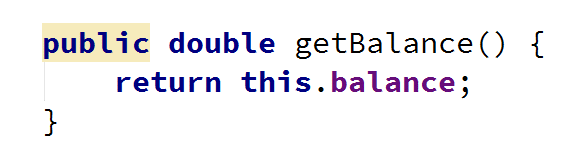 public double getBalance() {
    return this.balance;
}